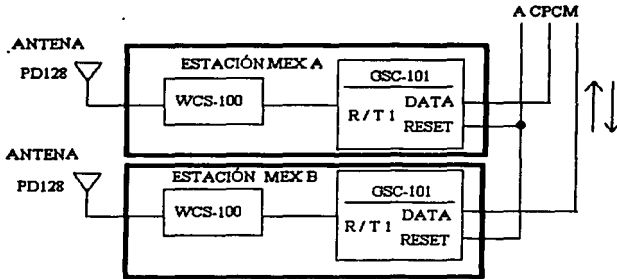 A CPCM
ANTENA
PD128
ESTACIÓN MEX A
WCS-100
GSC-101
R / T 1
DATA
RESET
ANTENA
PD128
ESTACIÓN MEX B
WCS-100
GSC-101
R / T 1
DATA
RESET